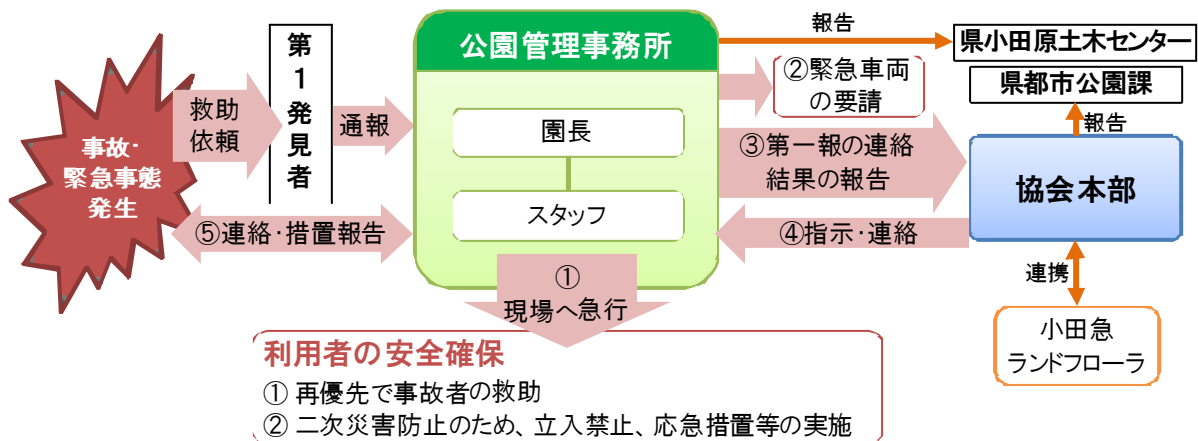 事故・
緊急事態
発生
救助
依頼
第1発見者
通報
公園管理事務所
園長
スタッフ
報告
県小田原土木センター
②緊急車両
の要請
県都市公園課
報告
③第一報の連絡
結果の報告
協会本部
④指示・連絡
⑤連絡・措置報告
連携
小田急
ランドフローラ
①
現場へ急行
利用者の安全確保
① 再優先で事故者の救助
② 二次災害防止のため、立入禁止、応急措置等の実施